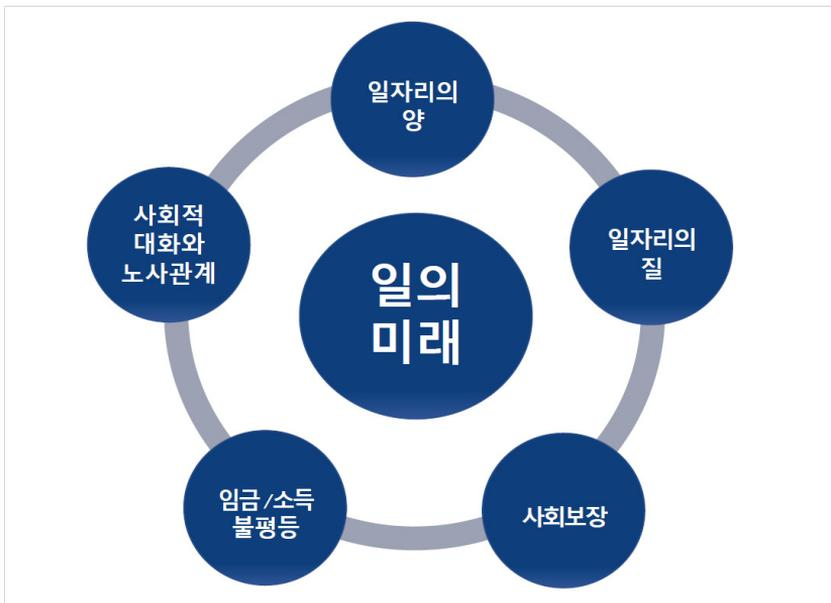 일자리의
양
일자리의
질
사회보장
임금 /소득
불평등
사회적
대화와
노사관계
일의
미래